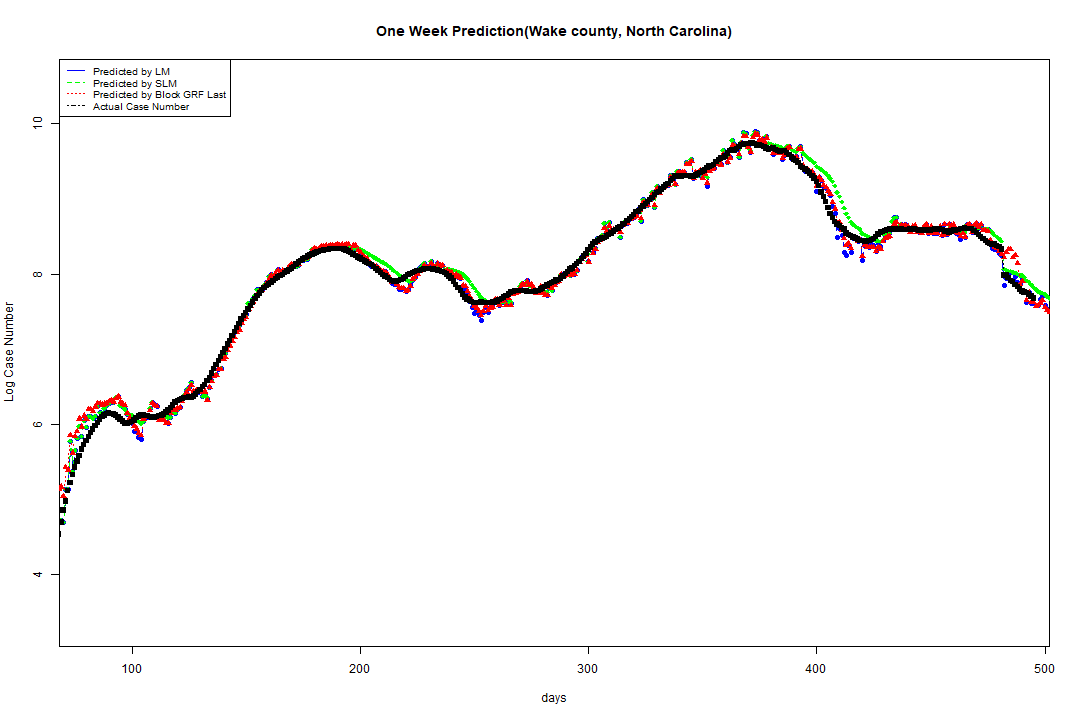 One Week Prediction(Wake county, North Carolina)
Predicted by LM
Predicted by SLM
Predicted by Block GRF Last
Actual Case Number
10
8
6
4
Log Case Number
100 200 300 400 500
days